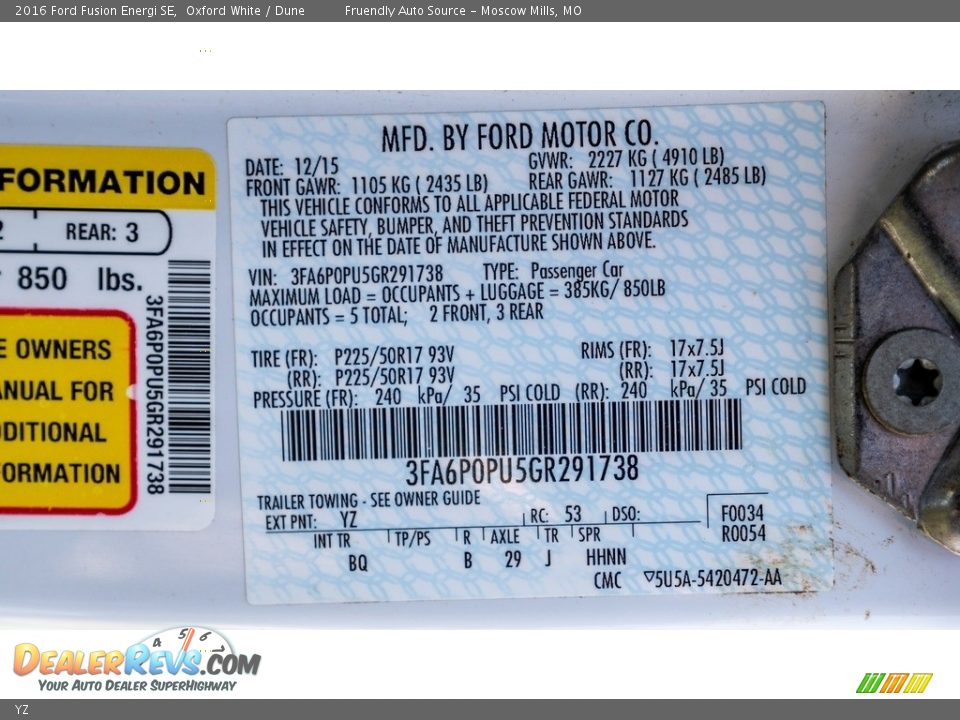 2016 Ford Fusion Energi SE, Oxford White / Dune Fruendly Auto Source - Moscow Mills, MO
FORMATION
2 REAR: 3
850 lbs.
E OWNERS
ANUAL FOR
DDITIONAL
FORMATION
3FA6P0PU5GR291738
MFD. BY FORD MOTOR CO.
DATE: 12/15 GVWR: 2227 KG ( 4910 LB)
FRONT GAWR: 1105 KG ( 2435 LB) REAR GAWR: 1127 KG ( 2485 LB)
THIS VEHICLE CONFORMS TO ALL APPLICABLE FEDERAL MOTOR
VEHICLE SAFETY, BUMPER, AND THEFT PREVENTION STANDARDS
IN EFFECT ON THE DATE OF MANUFACTURE SHOWN ABOVE.
VIN: 3FA6P0PU5GR291738 TYPE: Passenger Car
MAXIMUM LOAD = OCCUPANTS + LUGGAGE = 385KG/ 850LB
OCCUPANTS = 5 TOTAL; 2 FRONT, 3 REAR
TIRE (FR): P225/50R17 93V RIMS (FR): 17x7.5J
(RR): P225/50R17 93V (RR): 17x7.5J
PRESSURE (FR): 240 kPa/ 35 PSI COLD (RR): 240 kPa/ 35 PSI COLD
3FA6P0PU5GR291738
TRAILER TOWING - SEE OWNER GUIDE
EXT PNT: YZ RC: 53 DSO: F0034
INT TR TP/PS R AXLE TR SPR R0054
BQ B 29 J HHNN
CMC 5U5A-5420472-AA
4 5 6
DEALERREVS.COM
YOUR AUTO DEALER SUPERHIGHWAY
YZ